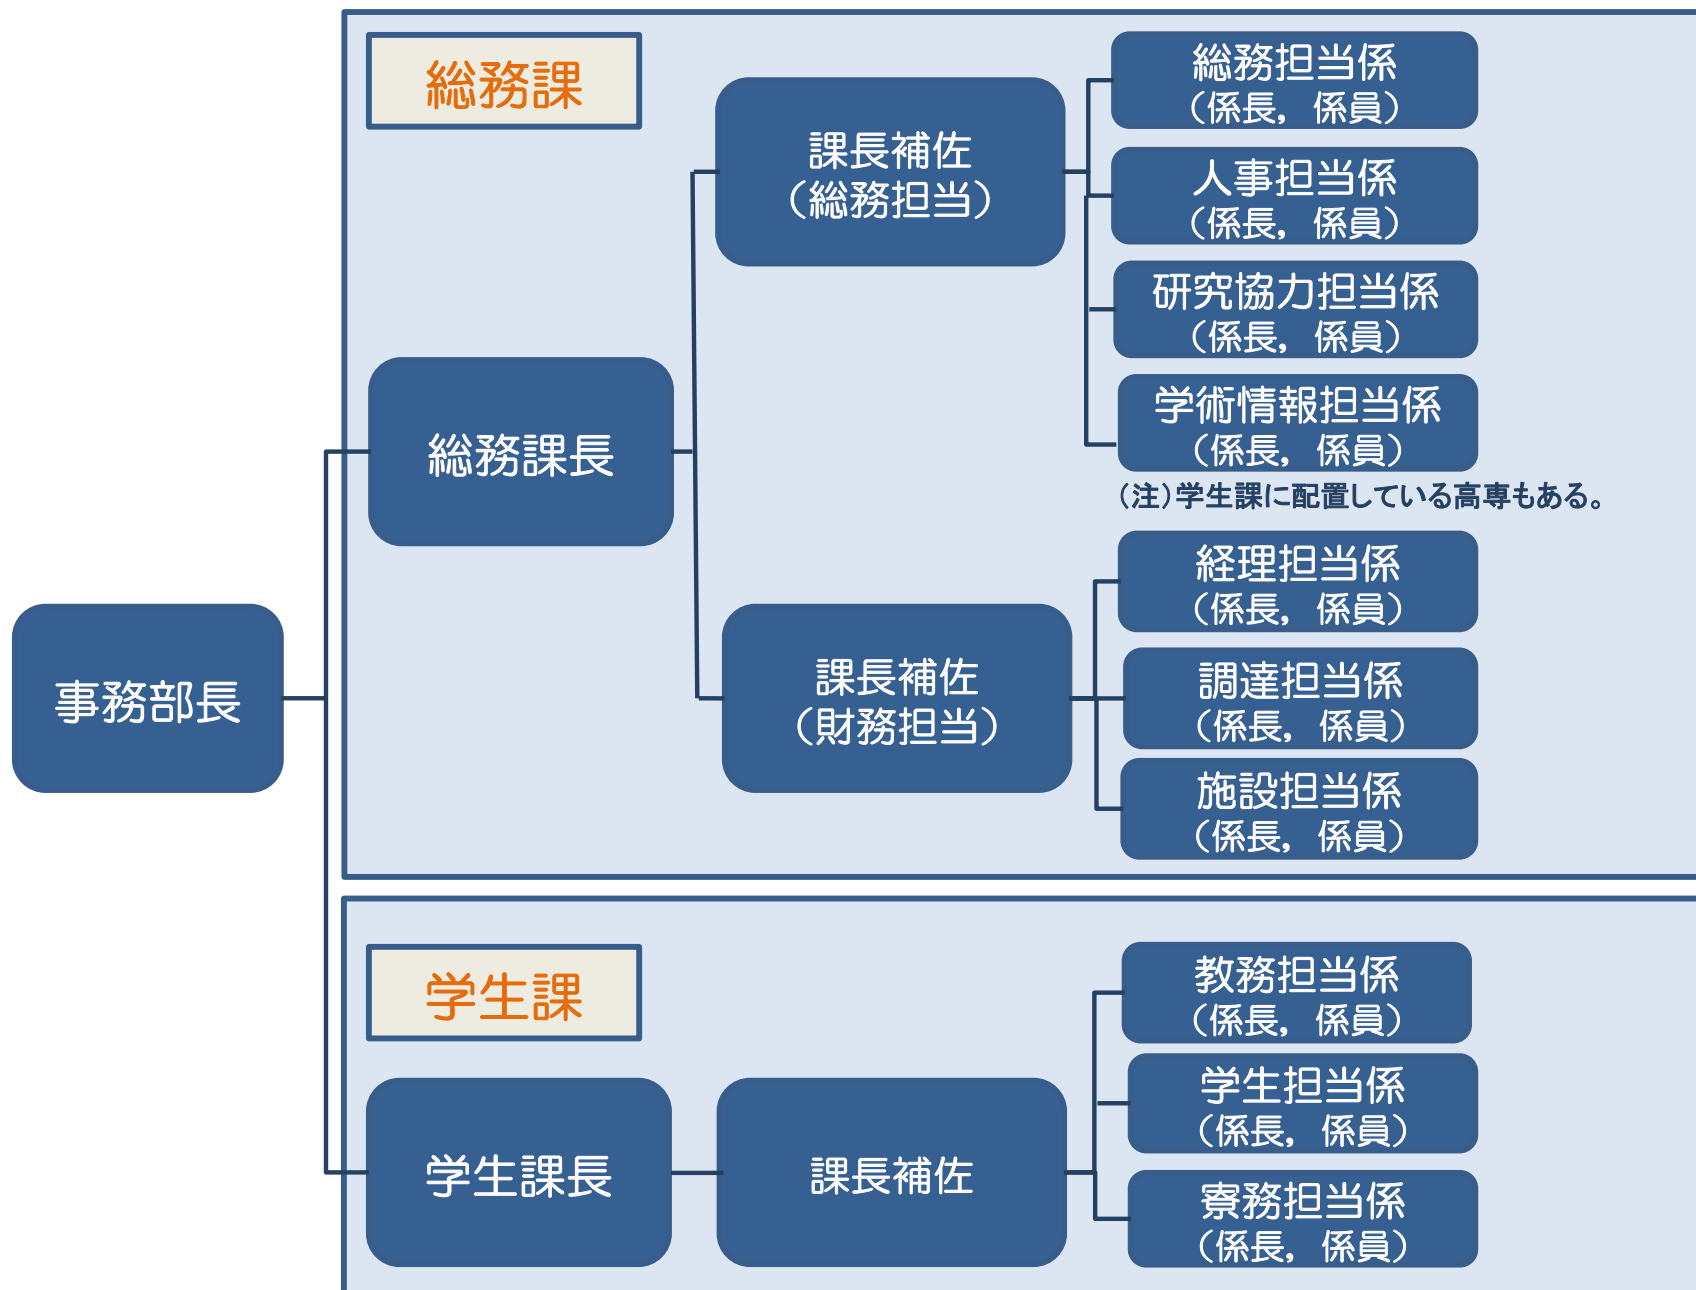 総務課
総務担当係
（係長， 係員）
課長補佐
（総務担当）
人事担当係
（係長， 係員）
研究協力担当係
（係長， 係員）
学術情報担当係
（係長， 係員）
（注）学生課に配置している高専もある。
総務課長
経理担当係
（係長， 係員）
課長補佐
（財務担当）
調達担当係
（係長， 係員）
施設担当係
（係長， 係員）
事務部長
学生課
教務担当係
（係長， 係員）
学生担当係
（係長， 係員）
学生課長
課長補佐
寮務担当係
（係長， 係員）